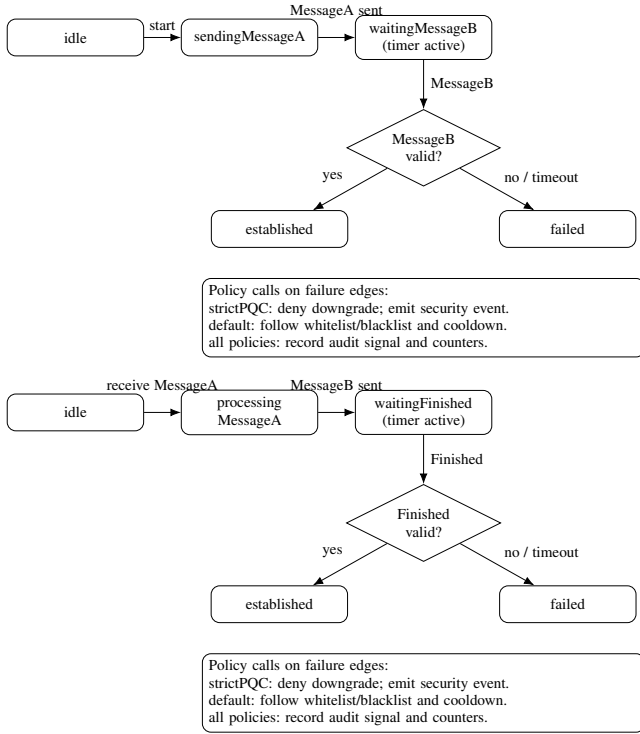 MessageA sent
start
idle
sendingMessageA
waitingMessageB
(timer active)
MessageB
MessageB
valid?
yes
no / timeout
established
failed
Policy calls on failure edges:
strictPQC: deny downgrade; emit security event.
default: follow whitelist/blacklist and cooldown.
all policies: record audit signal and counters.
receive MessageA
MessageB sent
idle
processing
MessageA
waitingFinished
(timer active)
Finished
Finished
valid?
yes
no / timeout
established
failed
Policy calls on failure edges:
strictPQC: deny downgrade; emit security event.
default: follow whitelist/blacklist and cooldown.
all policies: record audit signal and counters.